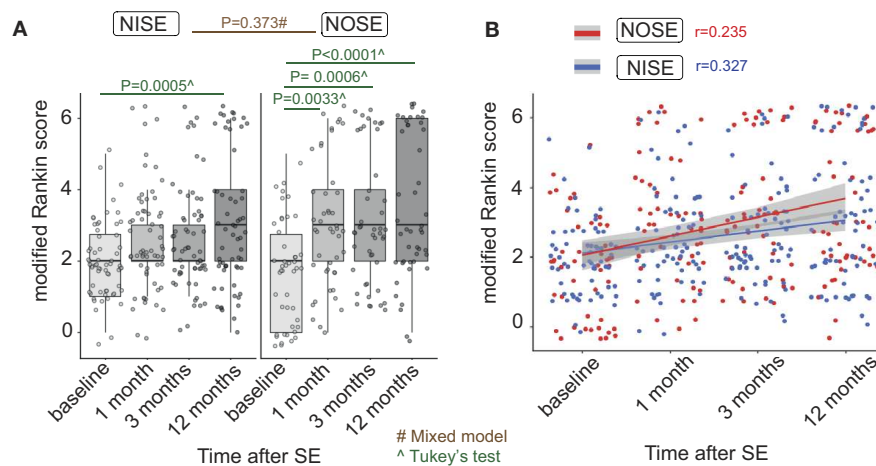 A
NISE
P=0.373#
NOSE
P<0.0001^
P= 0.0006^
P=0.0005^
P=0.0033^
modified Rankin score
6
4
2
0
baseline
1 month
3 months
12 months
baseline
1 month
3 months
12 months
Time after SE
# Mixed model
^ Tukey's test
B
NOSE r=0.235
NISE r=0.327
modified Rankin score
6
4
2
0
baseline
1 month
3 months
12 months
Time after SE